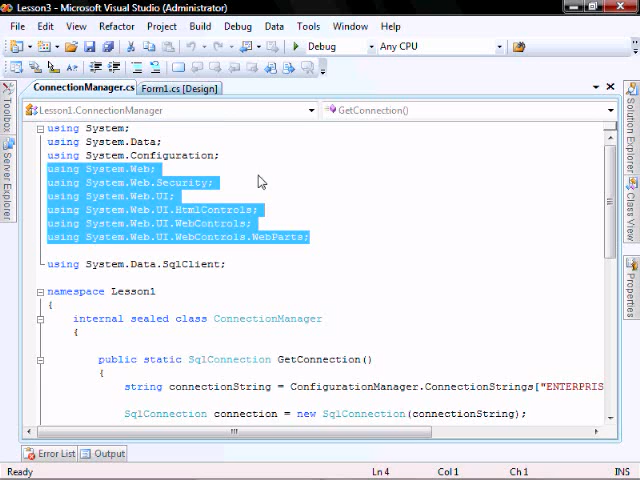 Lesson3 - Microsoft Visual Studio (Administrator)
File Edit View Refactor Project Build Debug Data Tools Window Help
Debug Any CPU
ConnectionManager.cs Form1.cs [Design]
Lesson1.ConnectionManager GetConnection()
using System;
using System.Data;
using System.Configuration;
using System.Web;
using System.Web.Security;
using System.Web.UI;
using System.Web.UI.HtmlControls;
using System.Web.UI.WebControls;
using System.Web.UI.WebControls.WebParts;
using System.Data.SqlClient;
namespace Lesson1
{
internal sealed class ConnectionManager
{
public static SqlConnection GetConnection()
{
string connectionString = ConfigurationManager.ConnectionStrings["ENTERPRIS
SqlConnection connection = new SqlConnection(connectionString);
Toolbox
Server Explorer
Solution Explorer
Class View
Properties
Error List Output
Ready Ln 4 Col 1 Ch 1 INS